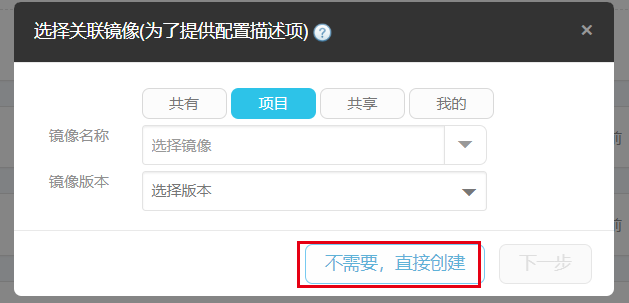 选择关联镜像(为了提供配置描述项) ?
×
共有 项目 共享 我的
镜像名称 选择镜像
镜像版本 选择版本
前
前
不需要，直接创建 下一步